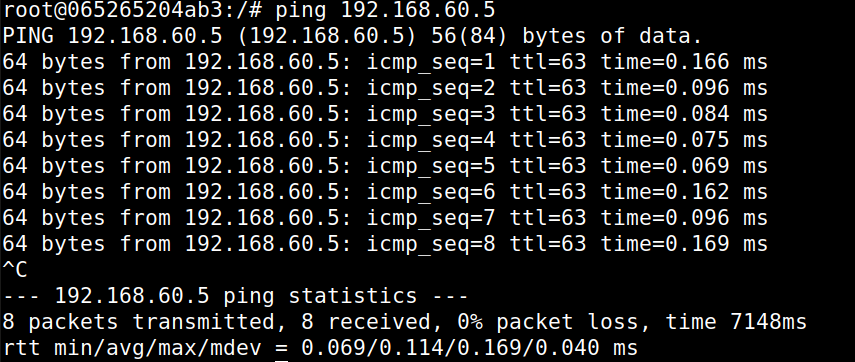 root@065265204ab3:/# ping 192.168.60.5
PING 192.168.60.5 (192.168.60.5) 56(84) bytes of data.
64 bytes from 192.168.60.5: icmp_seq=1 ttl=63 time=0.166 ms
64 bytes from 192.168.60.5: icmp_seq=2 ttl=63 time=0.096 ms
64 bytes from 192.168.60.5: icmp_seq=3 ttl=63 time=0.084 ms
64 bytes from 192.168.60.5: icmp_seq=4 ttl=63 time=0.075 ms
64 bytes from 192.168.60.5: icmp_seq=5 ttl=63 time=0.069 ms
64 bytes from 192.168.60.5: icmp_seq=6 ttl=63 time=0.162 ms
64 bytes from 192.168.60.5: icmp_seq=7 ttl=63 time=0.096 ms
64 bytes from 192.168.60.5: icmp_seq=8 ttl=63 time=0.169 ms
^C
--- 192.168.60.5 ping statistics ---
8 packets transmitted, 8 received, 0% packet loss, time 7148ms
rtt min/avg/max/mdev = 0.069/0.114/0.169/0.040 ms